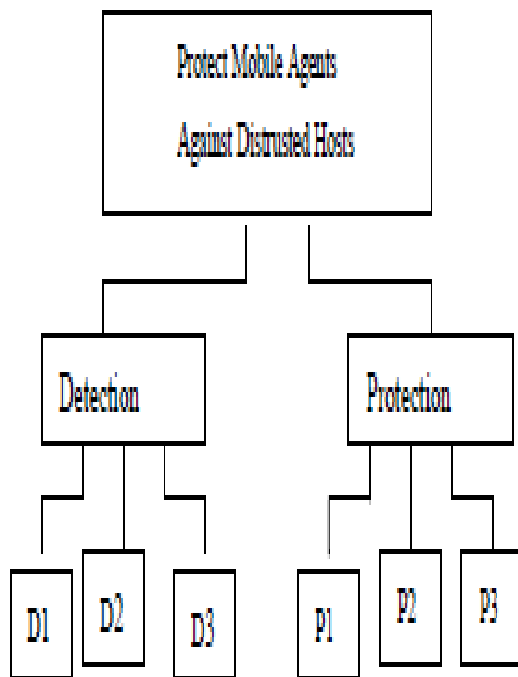 Protect Mobile Agents
Against Distrusted Hosts
Detection
Protection
D1
D2
D3
P1
P2
P3